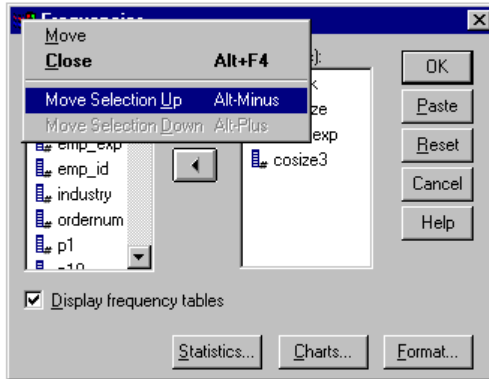 Frequencies
Move
Close Alt+F4
Move Selection Up Alt-Minus
Move Selection Down Alt-Plus
emp_exp
emp_id
industry
ordernum
p1
p10
cosize3
OK
Paste
Reset
Cancel
Help
Display frequency tables
Statistics...
Charts...
Format...